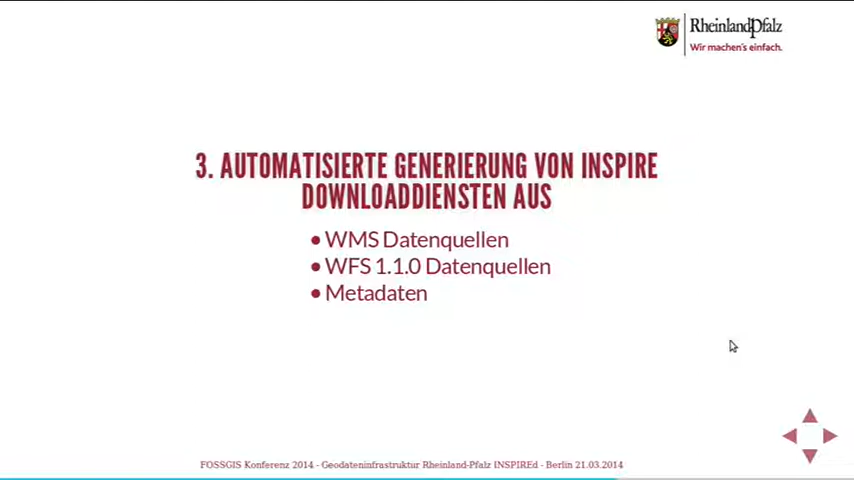 RheinlandPfalz
Wir machen's einfach.
3. AUTOMATISIERTE GENERIERUNG VON INSPIRE
DOWNLOADDIENSTEN AUS
• WMS Datenquellen
• WFS 1.1.0 Datenquellen
• Metadaten
FOSSGIS Konferenz 2014 - Geodateninfrastruktur Rheinland-Pfalz INSPIREd - Berlin 21.03.2014